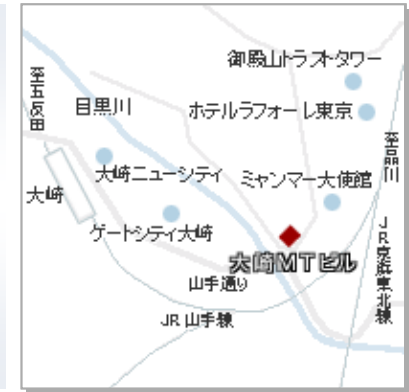 御殿山トラストタワー
至五反田
目黒川
ホテルラフォーレ東京
至品川
大崎ニューシティ
ミャンマー大使館
大崎
ゲートシティ大崎
JR京浜東北線
大崎MTビル
山手通り
JR山手線